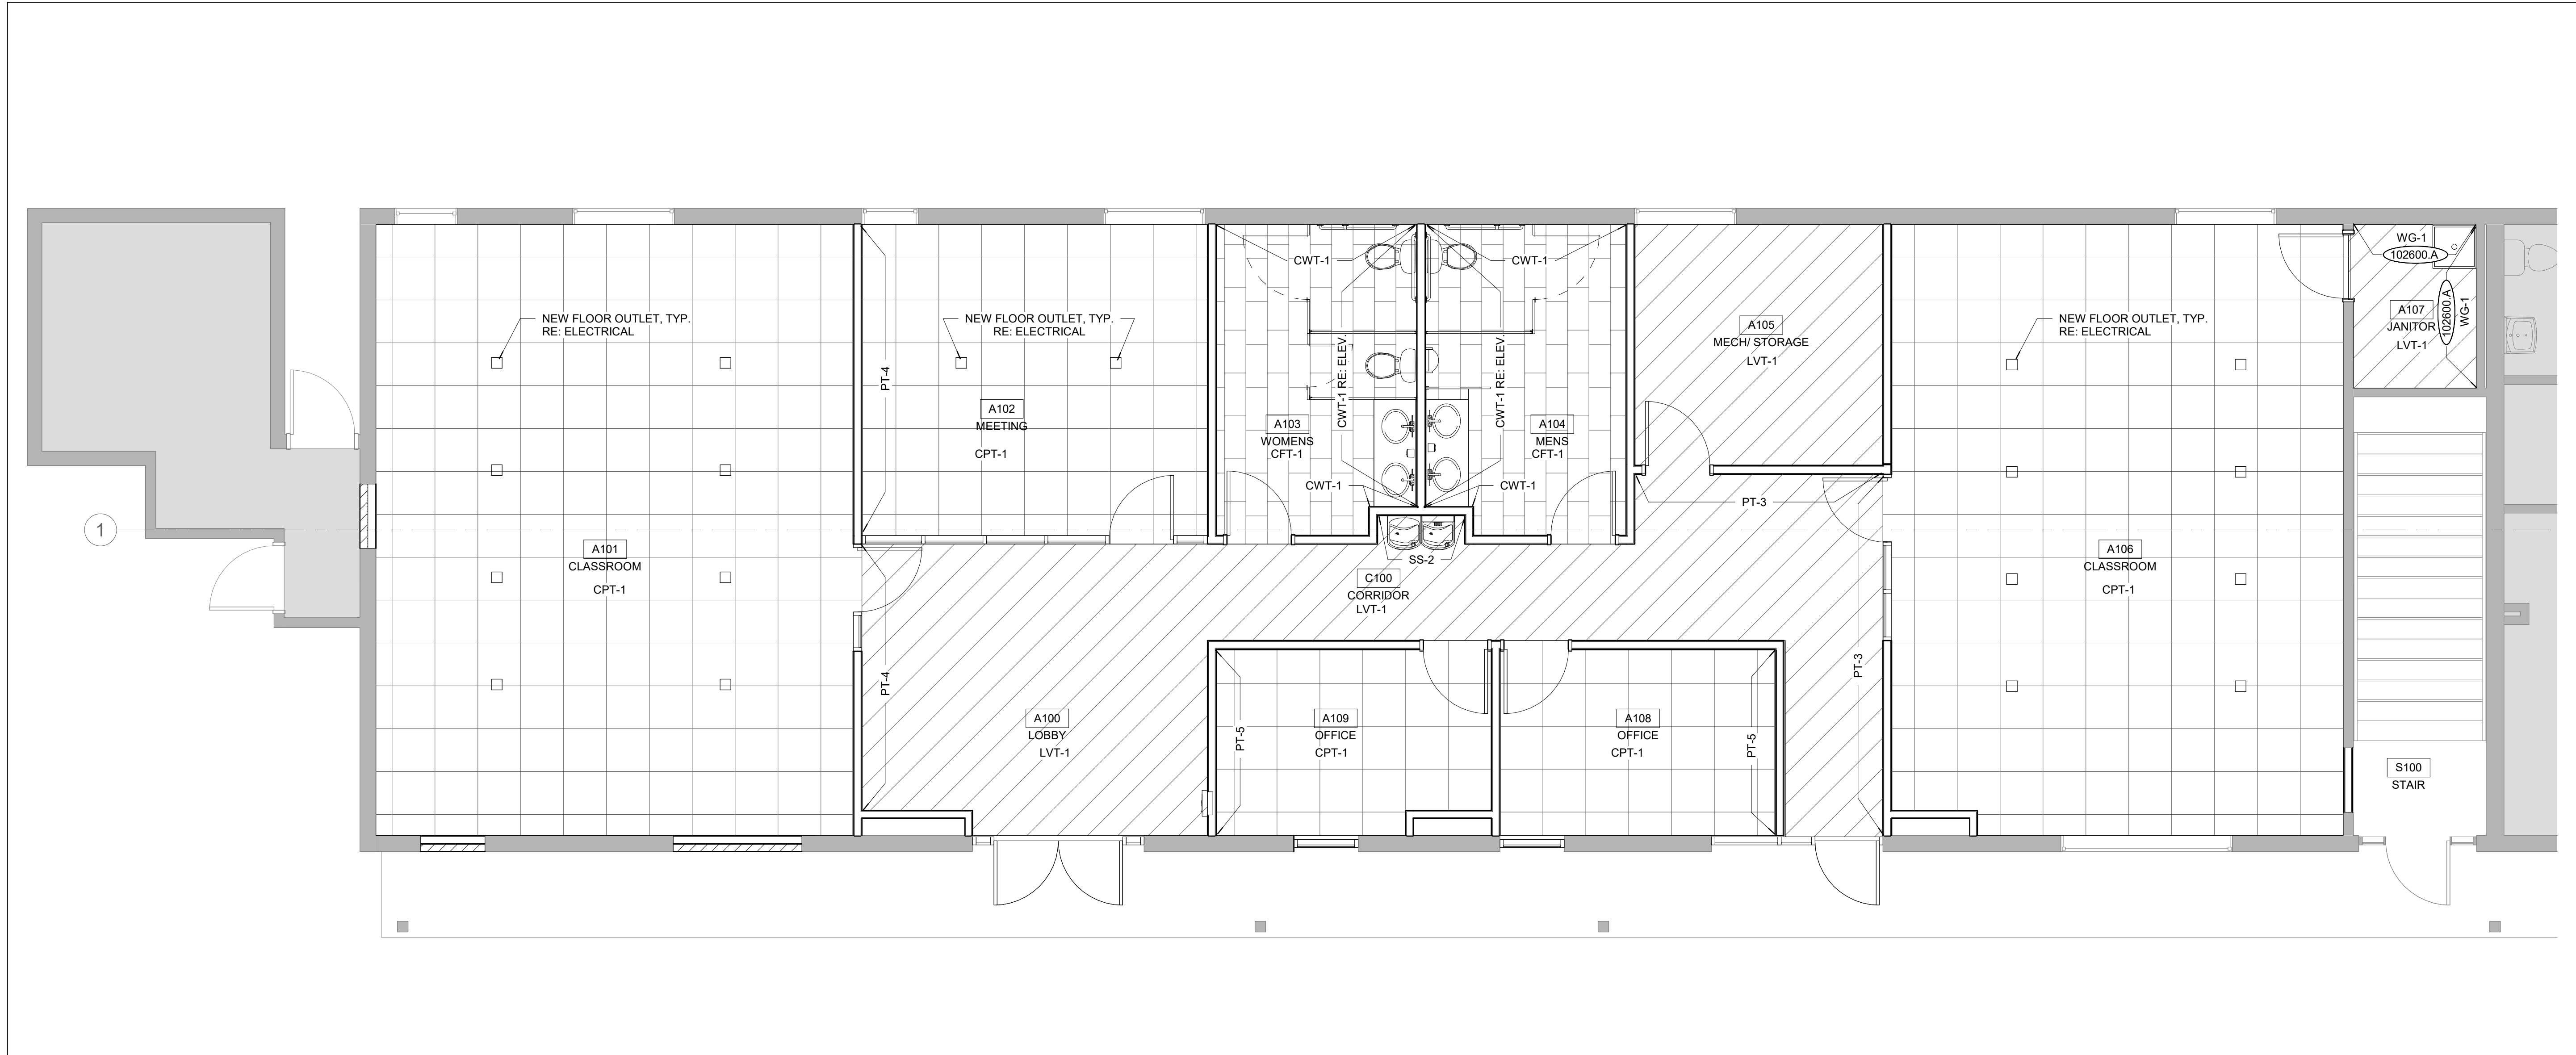 WG-1
102600.A
CWT-1
CWT-1
NEW FLOOR OUTLET, TYP.
RE: ELECTRICAL
NEW FLOOR OUTLET, TYP.
RE: ELECTRICAL
A105
MECH/ STORAGE
LVT-1
NEW FLOOR OUTLET, TYP.
RE: ELECTRICAL
A107
JANITOR
LVT-1
102600.A
WG-1
PT-4
A102
MEETING
CPT-1
A103
WOMENS
CFT-1
CWT-1 RE: ELEV.
CWT-1 RE: ELEV.
A104
MENS
CFT-1
CWT-1
CWT-1
PT-3
1
A101
CLASSROOM
CPT-1
SS-2
C100
CORRIDOR
LVT-1
A106
CLASSROOM
CPT-1
PT-4
A100
LOBBY
LVT-1
PT-5
A109
OFFICE
CPT-1
A108
OFFICE
CPT-1
PT-5
PT-3
S100
STAIR